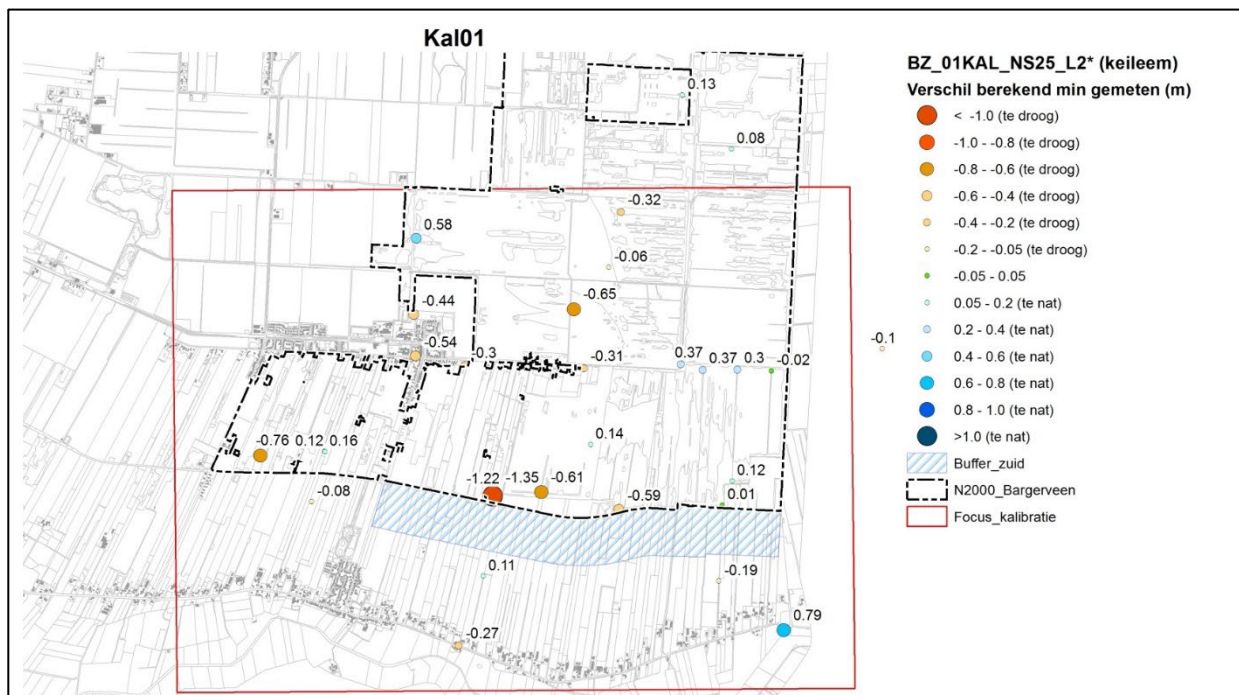 Kal01
0.13
0.08
-0.32
0.58
-0.06
-0.65
-0.44
-0.1
-0.54
-0.3
-0.31
0.37
0.37
0.3
-0.02
-0.76
0.12
0.16
0.14
-1.22
-1.35
-0.61
0.12
-0.08
-0.59
0.01
0.11
-0.19
-0.27
0.79
BZ_01KAL_NS25_L2* (keileem)
Verschil berekend min gemeten (m)
< -1.0 (te droog)
-1.0 - -0.8 (te droog)
-0.8 - -0.6 (te droog)
-0.6 - -0.4 (te droog)
-0.4 - -0.2 (te droog)
-0.2 - -0.05 (te droog)
-0.05 - 0.05
0.05 - 0.2 (te nat)
0.2 - 0.4 (te nat)
0.4 - 0.6 (te nat)
0.6 - 0.8 (te nat)
0.8 - 1.0 (te nat)
>1.0 (te nat)
Buffer_zuid
N2000_Bargerveen
Focus_kalibratie